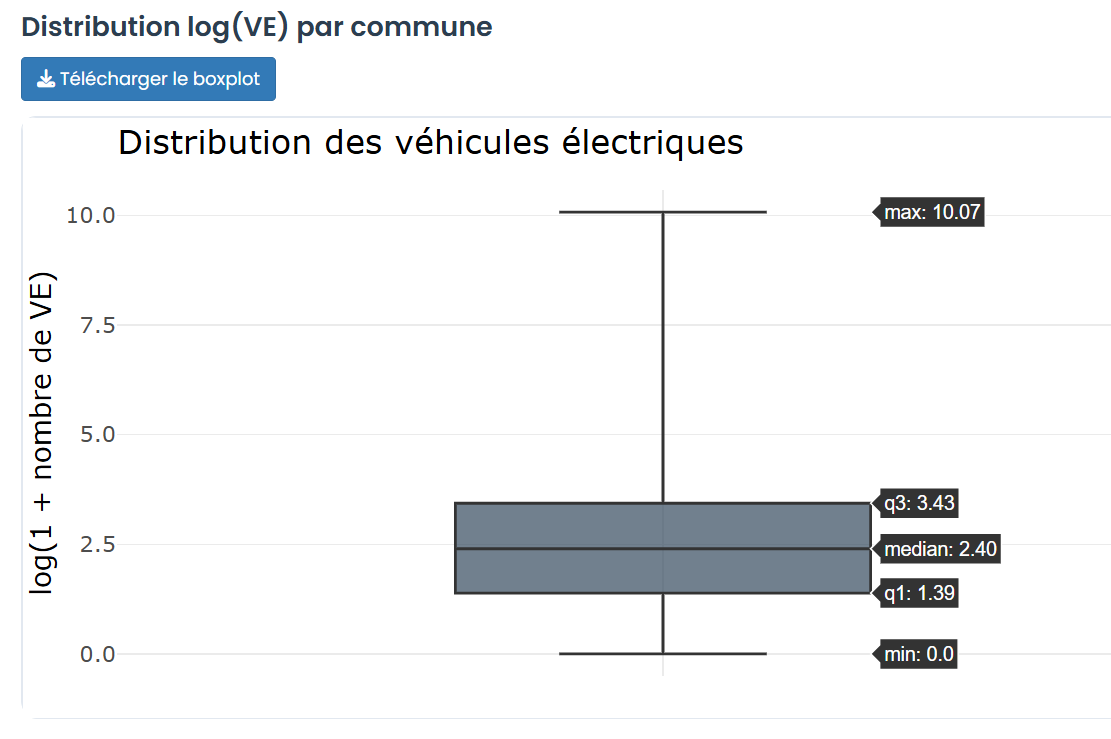 Distribution log(VE) par commune
Télécharger le boxplot
Distribution des véhicules électriques
log(1 + nombre de VE)
10.0
7.5
5.0
2.5
0.0
max: 10.07
q3: 3.43
median: 2.40
q1: 1.39
min: 0.0